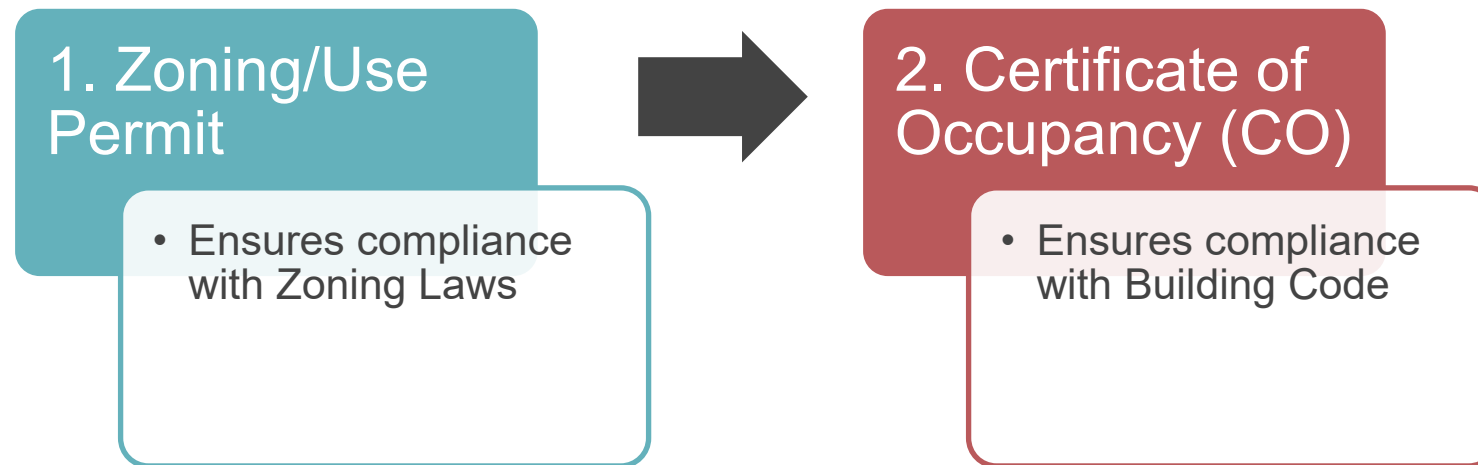 1. Zoning/Use
Permit
• Ensures compliance
with Zoning Laws
2. Certificate of
Occupancy (CO)
• Ensures compliance
with Building Code